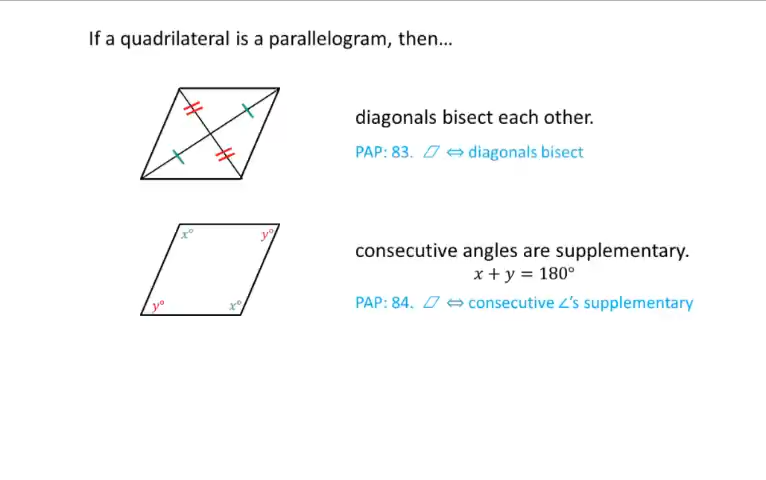 If a quadrilateral is a parallelogram, then...
diagonals bisect each other.
PAP: 83. ▱ ⇔ diagonals bisect
x° y°
consecutive angles are supplementary.
x + y = 180°
y° x°
PAP: 84. ▱ ⇔ consecutive ∠'s supplementary